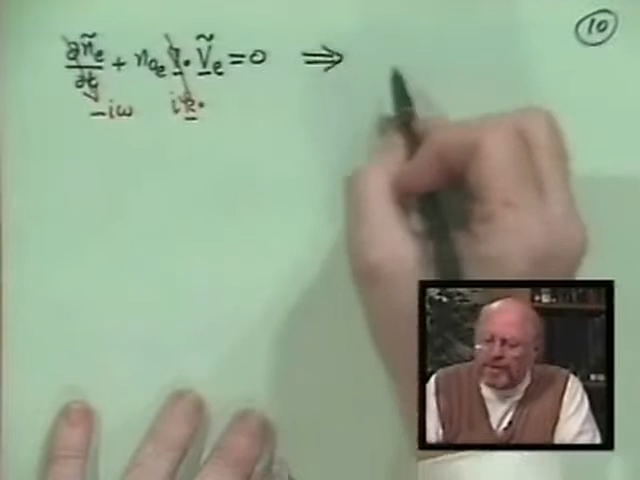 ⑩
∂ñₑ/∂t + n₀ₑ ∇·Ṽₑ = 0 ⇒
-iω ik·